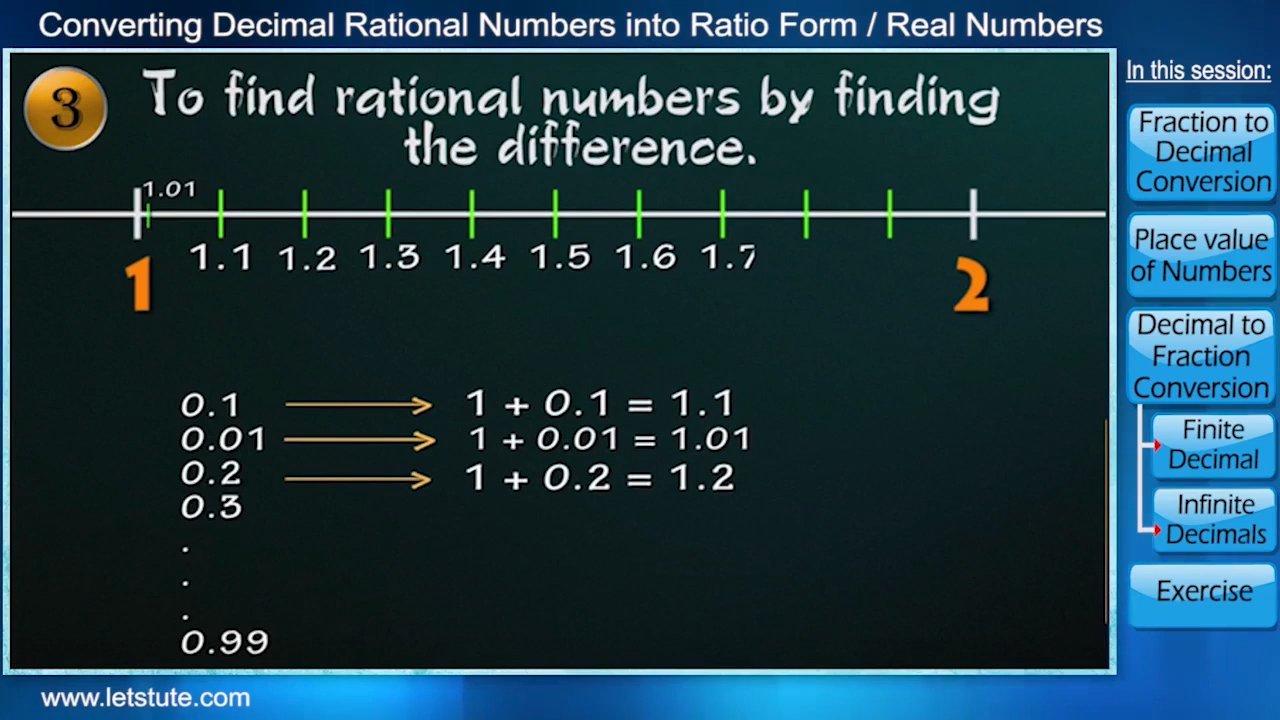 Converting Decimal Rational Numbers into Ratio Form / Real Numbers
3
To find rational numbers by finding
the difference.
1.01
1.1 1.2 1.3 1.4 1.5 1.6 1.7
1 2
0.1 1 + 0.1 = 1.1
0.01 1 + 0.01 = 1.01
0.2 1 + 0.2 = 1.2
0.3
.
.
.
0.99
In this session:
Fraction to
Decimal
Conversion
Place value
of Numbers
Decimal to
Fraction
Conversion
Finite
Decimal
Infinite
Decimals
Exercise
www.letstute.com